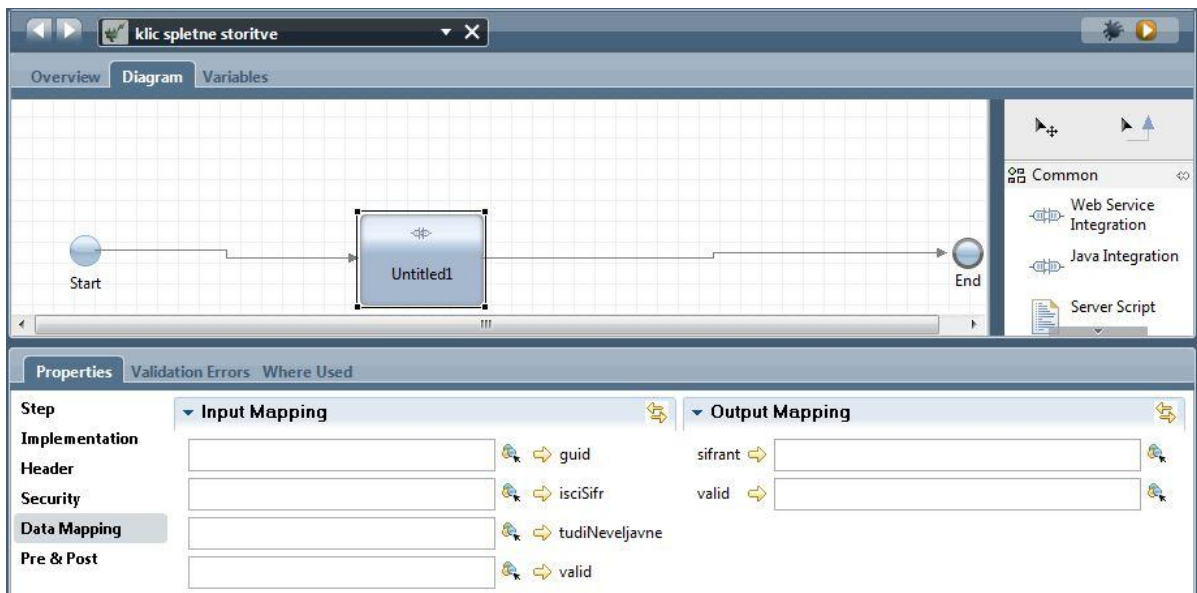 klic spletne storitve
Overview Diagram Variables
Common
Web Service
Integration
Java Integration
Server Script
Untitled1
Start
End
Properties Validation Errors Where Used
Step
Implementation
Header
Security
Data Mapping
Pre & Post
Input Mapping
guid
isciSifr
tudiNeveljavne
valid
Output Mapping
sifrant
valid